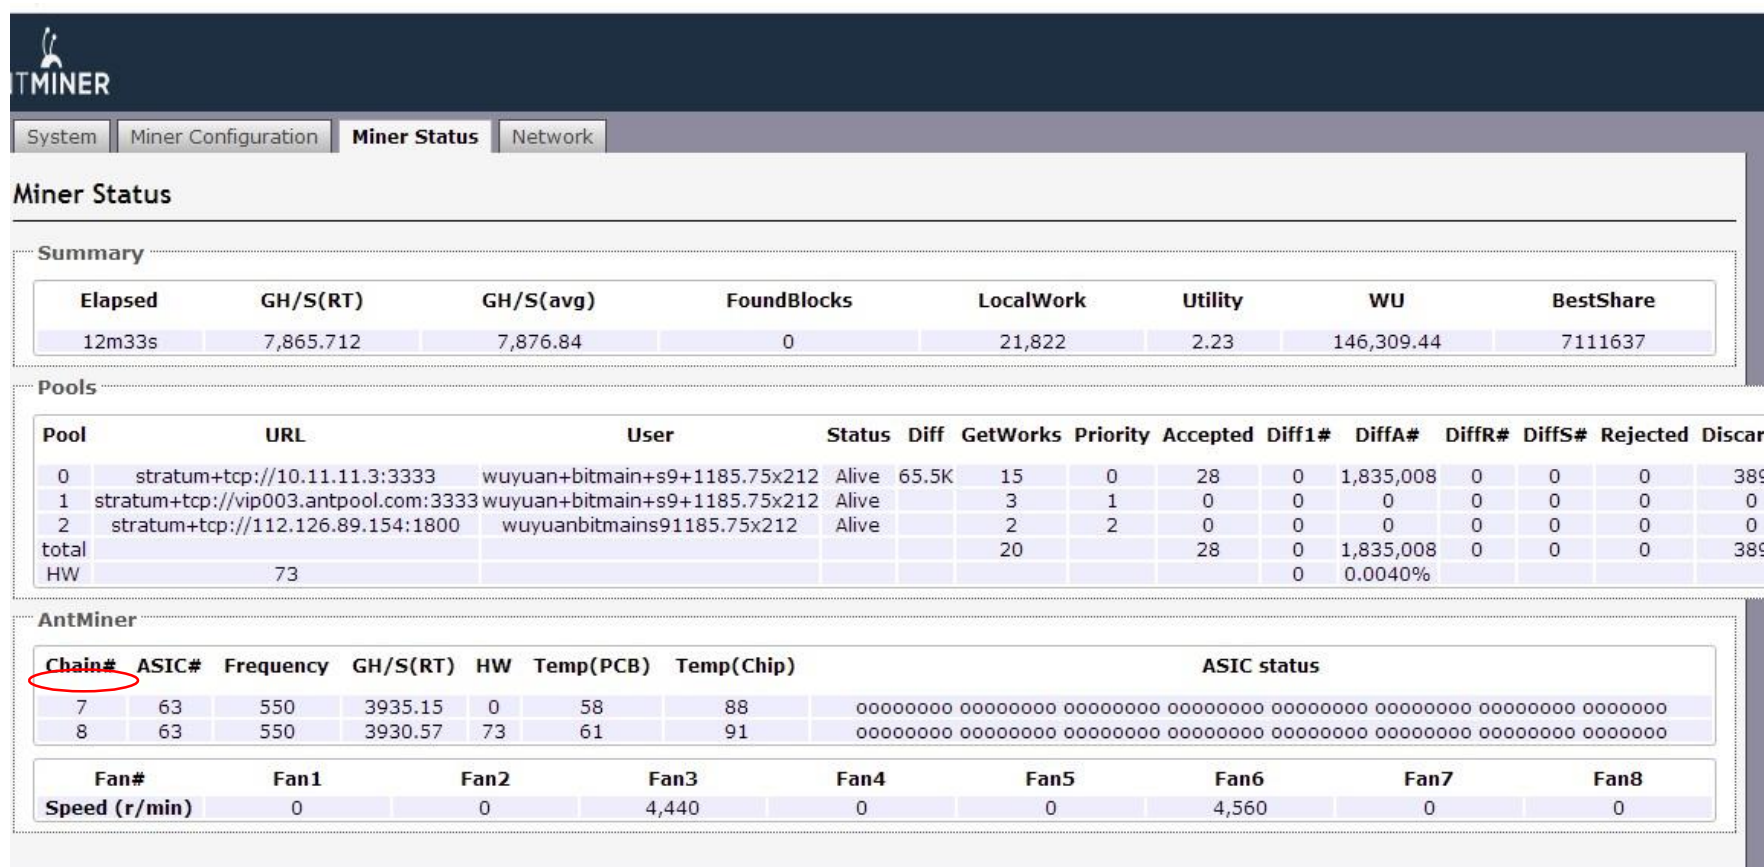 TMINER
System Miner Configuration Miner Status Network
Miner Status
Summary
Elapsed GH/S(RT) GH/S(avg) FoundBlocks LocalWork Utility WU BestShare
12m33s 7,865.712 7,876.84 0 21,822 2.23 146,309.44 7111637
Pools
Pool URL User Status Diff GetWorks Priority Accepted Diff1# DiffA# DiffR# DiffS# Rejected Discar
0 stratum+tcp://10.11.11.3:3333 wuyuan+bitmain+s9+1185.75x212 Alive 65.5K 15 0 28 0 1,835,008 0 0 0 389
1 stratum+tcp://vip003.antpool.com:3333 wuyuan+bitmain+s9+1185.75x212 Alive 3 1 0 0 0 0 0 0 0
2 stratum+tcp://112.126.89.154:1800 wuyuanbitmains91185.75x212 Alive 2 2 0 0 0 0 0 0 0
total 20 28 0 1,835,008 0 0 0 389
HW 73 0 0.0040%
AntMiner
Chain# ASIC# Frequency GH/S(RT) HW Temp(PCB) Temp(Chip) ASIC status
7 63 550 3935.15 0 58 88 oooooooo oooooooo oooooooo oooooooo oooooooo oooooooo oooooooo ooooooo
8 63 550 3930.57 73 61 91 oooooooo oooooooo oooooooo oooooooo oooooooo oooooooo oooooooo ooooooo
Fan# Fan1 Fan2 Fan3 Fan4 Fan5 Fan6 Fan7 Fan8
Speed (r/min) 0 0 4,440 0 0 4,560 0 0